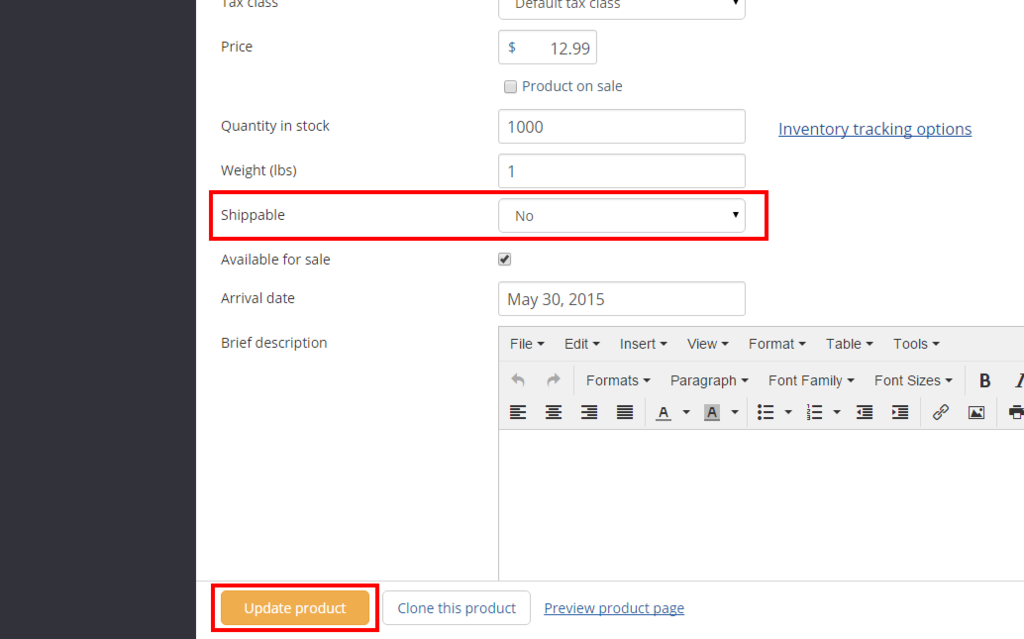 Tax class Default tax class
Price $ 12.99
Product on sale
Quantity in stock 1000 Inventory tracking options
Weight (lbs) 1
Shippable No
Available for sale
Arrival date May 30, 2015
Brief description File Edit Insert View Format Table Tools
Formats Paragraph Font Family Font Sizes B I
A A
Update product Clone this product Preview product page